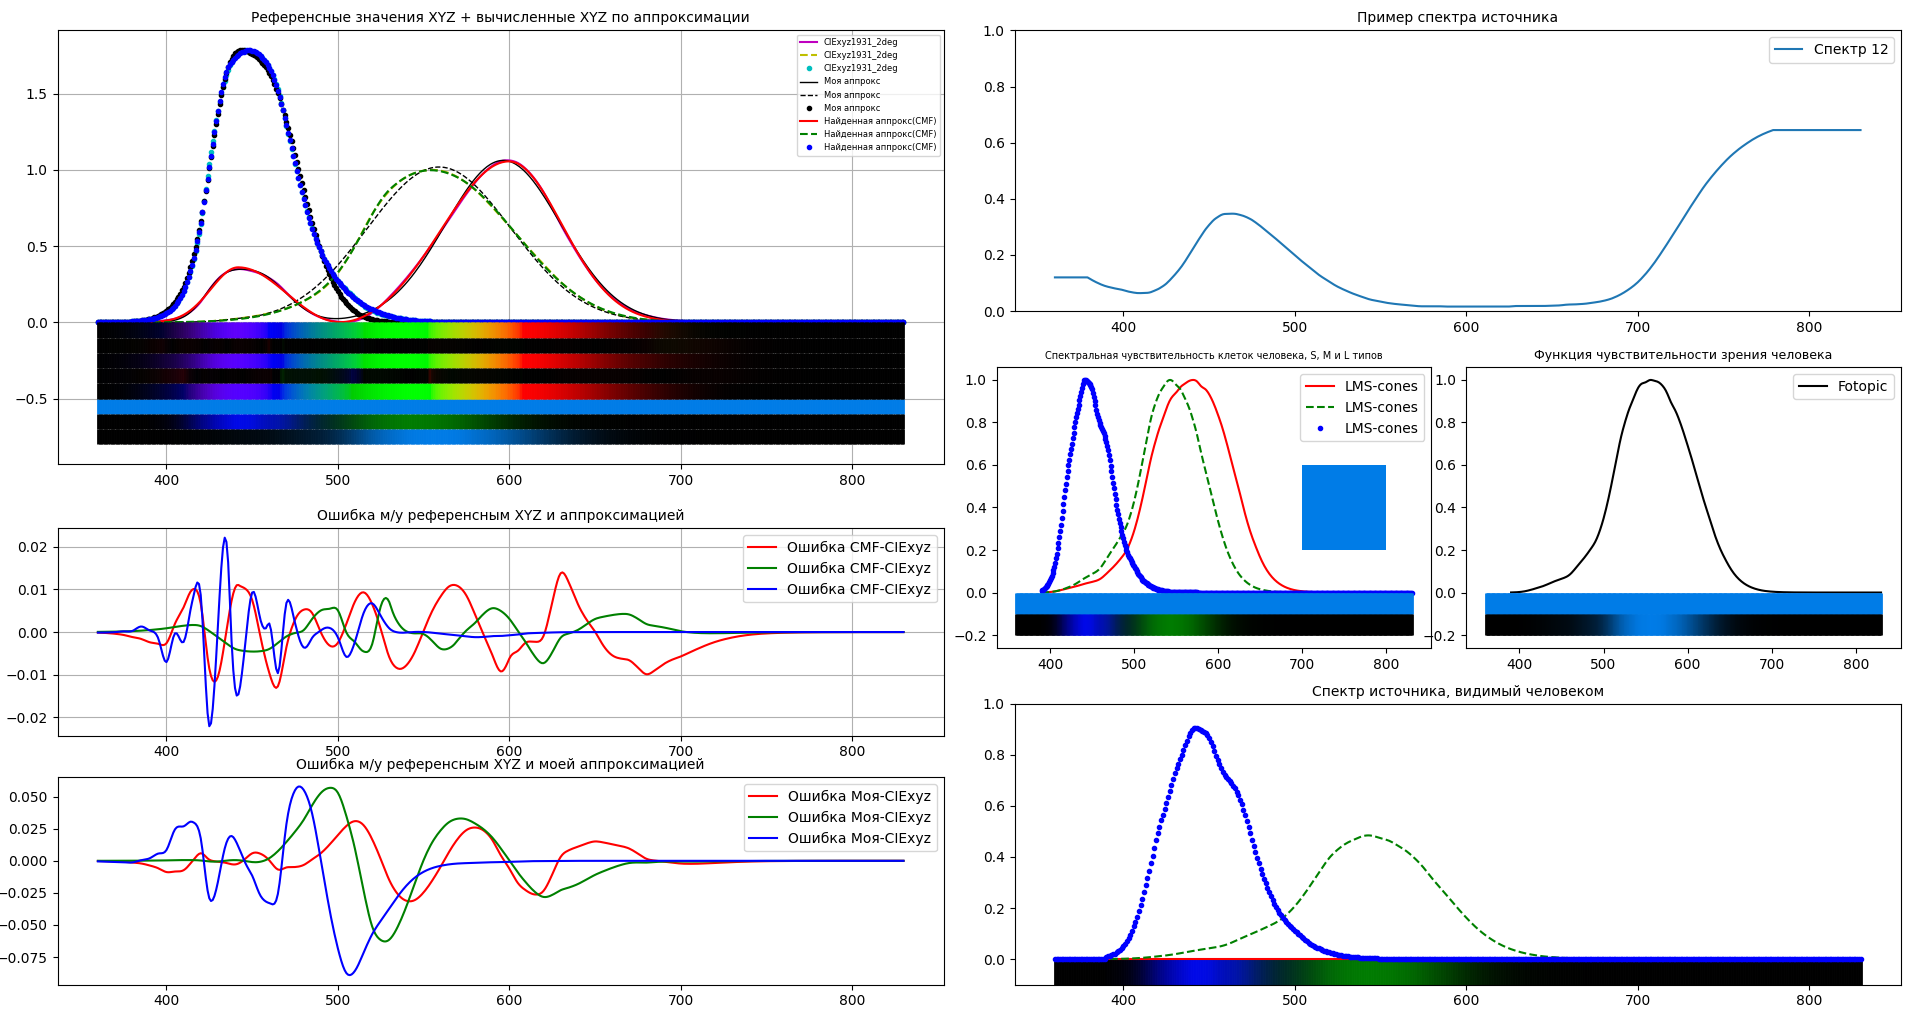 Референсные значения XYZ + вычисленные XYZ по аппроксимации
CIExyz1931_2deg
CIExyz1931_2deg
CIExyz1931_2deg
Моя аппрокс
Моя аппрокс
Моя аппрокс
Найденная аппрокс(CMF)
Найденная аппрокс(CMF)
Найденная аппрокс(CMF)
1.5
1.0
0.5
0.0
−0.5
400 500 600 700 800
Ошибка м/у референсным XYZ и аппроксимацией
Ошибка CMF-CIExyz
Ошибка CMF-CIExyz
Ошибка CMF-CIExyz
0.02
0.01
0.00
−0.01
−0.02
400 500 600 700 800
Ошибка м/у референсным XYZ и моей аппроксимацией
Ошибка Моя-CIExyz
Ошибка Моя-CIExyz
Ошибка Моя-CIExyz
0.050
0.025
0.000
−0.025
−0.050
−0.075
400 500 600 700 800
Пример спектра источника
Спектр 12
1.0
0.8
0.6
0.4
0.2
0.0
400 500 600 700 800
Спектральная чувствительность клеток человека, S, M и L типов
LMS-cones
LMS-cones
LMS-cones
1.0
0.8
0.6
0.4
0.2
0.0
−0.2
400 500 600 700 800
Функция чувствительности зрения человека
Fotopic
1.0
0.8
0.6
0.4
0.2
0.0
−0.2
400 500 600 700 800
Спектр источника, видимый человеком
1.0
0.8
0.6
0.4
0.2
0.0
400 500 600 700 800